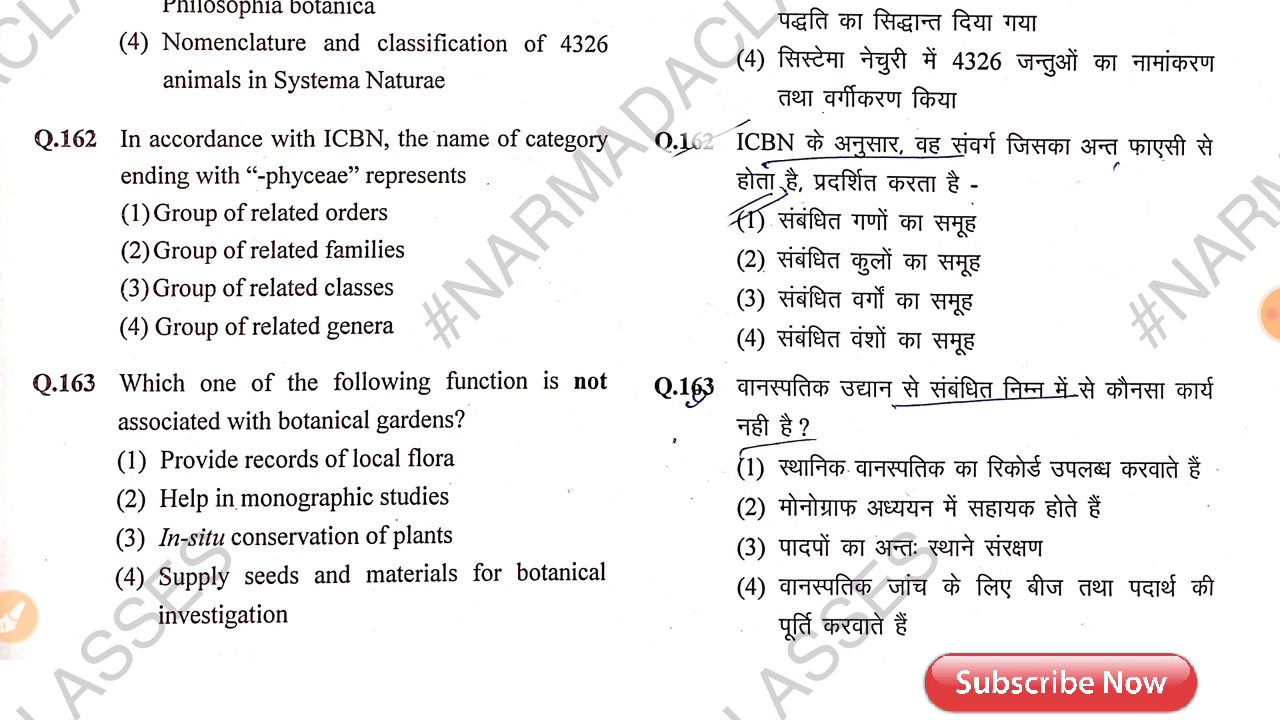 Philosophia botanica
(4) Nomenclature and classification of 4326
animals in Systema Naturae
Q.162 In accordance with ICBN, the name of category
ending with “-phyceae” represents
(1) Group of related orders
(2) Group of related families
(3) Group of related classes
(4) Group of related genera
Q.163 Which one of the following function is not
associated with botanical gardens?
(1) Provide records of local flora
(2) Help in monographic studies
(3) In-situ conservation of plants
(4) Supply seeds and materials for botanical
investigation
पद्धति का सिद्धान्त दिया गया
(4) सिस्टेमा नेचुरी में 4326 जन्तुओं का नामांकरण
तथा वर्गीकरण किया
Q.162 ICBN के अनुसार, वह संवर्ग जिसका अन्त फाएसी से
होता है, प्रदर्शित करता है -
(1) संबंधित गणों का समूह
(2) संबंधित कुलों का समूह
(3) संबंधित वर्गों का समूह
(4) संबंधित वंशों का समूह
Q.163 वानस्पतिक उद्यान से संबंधित निम्न में से कौनसा कार्य
नही है ?
(1) स्थानिक वानस्पतिक का रिकोर्ड उपलब्ध करवाते हैं
(2) मोनोग्राफ अध्ययन में सहायक होते हैं
(3) पादपों का अन्तः स्थाने संरक्षण
(4) वानस्पतिक जांच के लिए बीज तथा पदार्थ की
पूर्ति करवाते हैं
#NARMADACLA
#NARM
LASSES
LASSES
DACLA
Subscribe Now